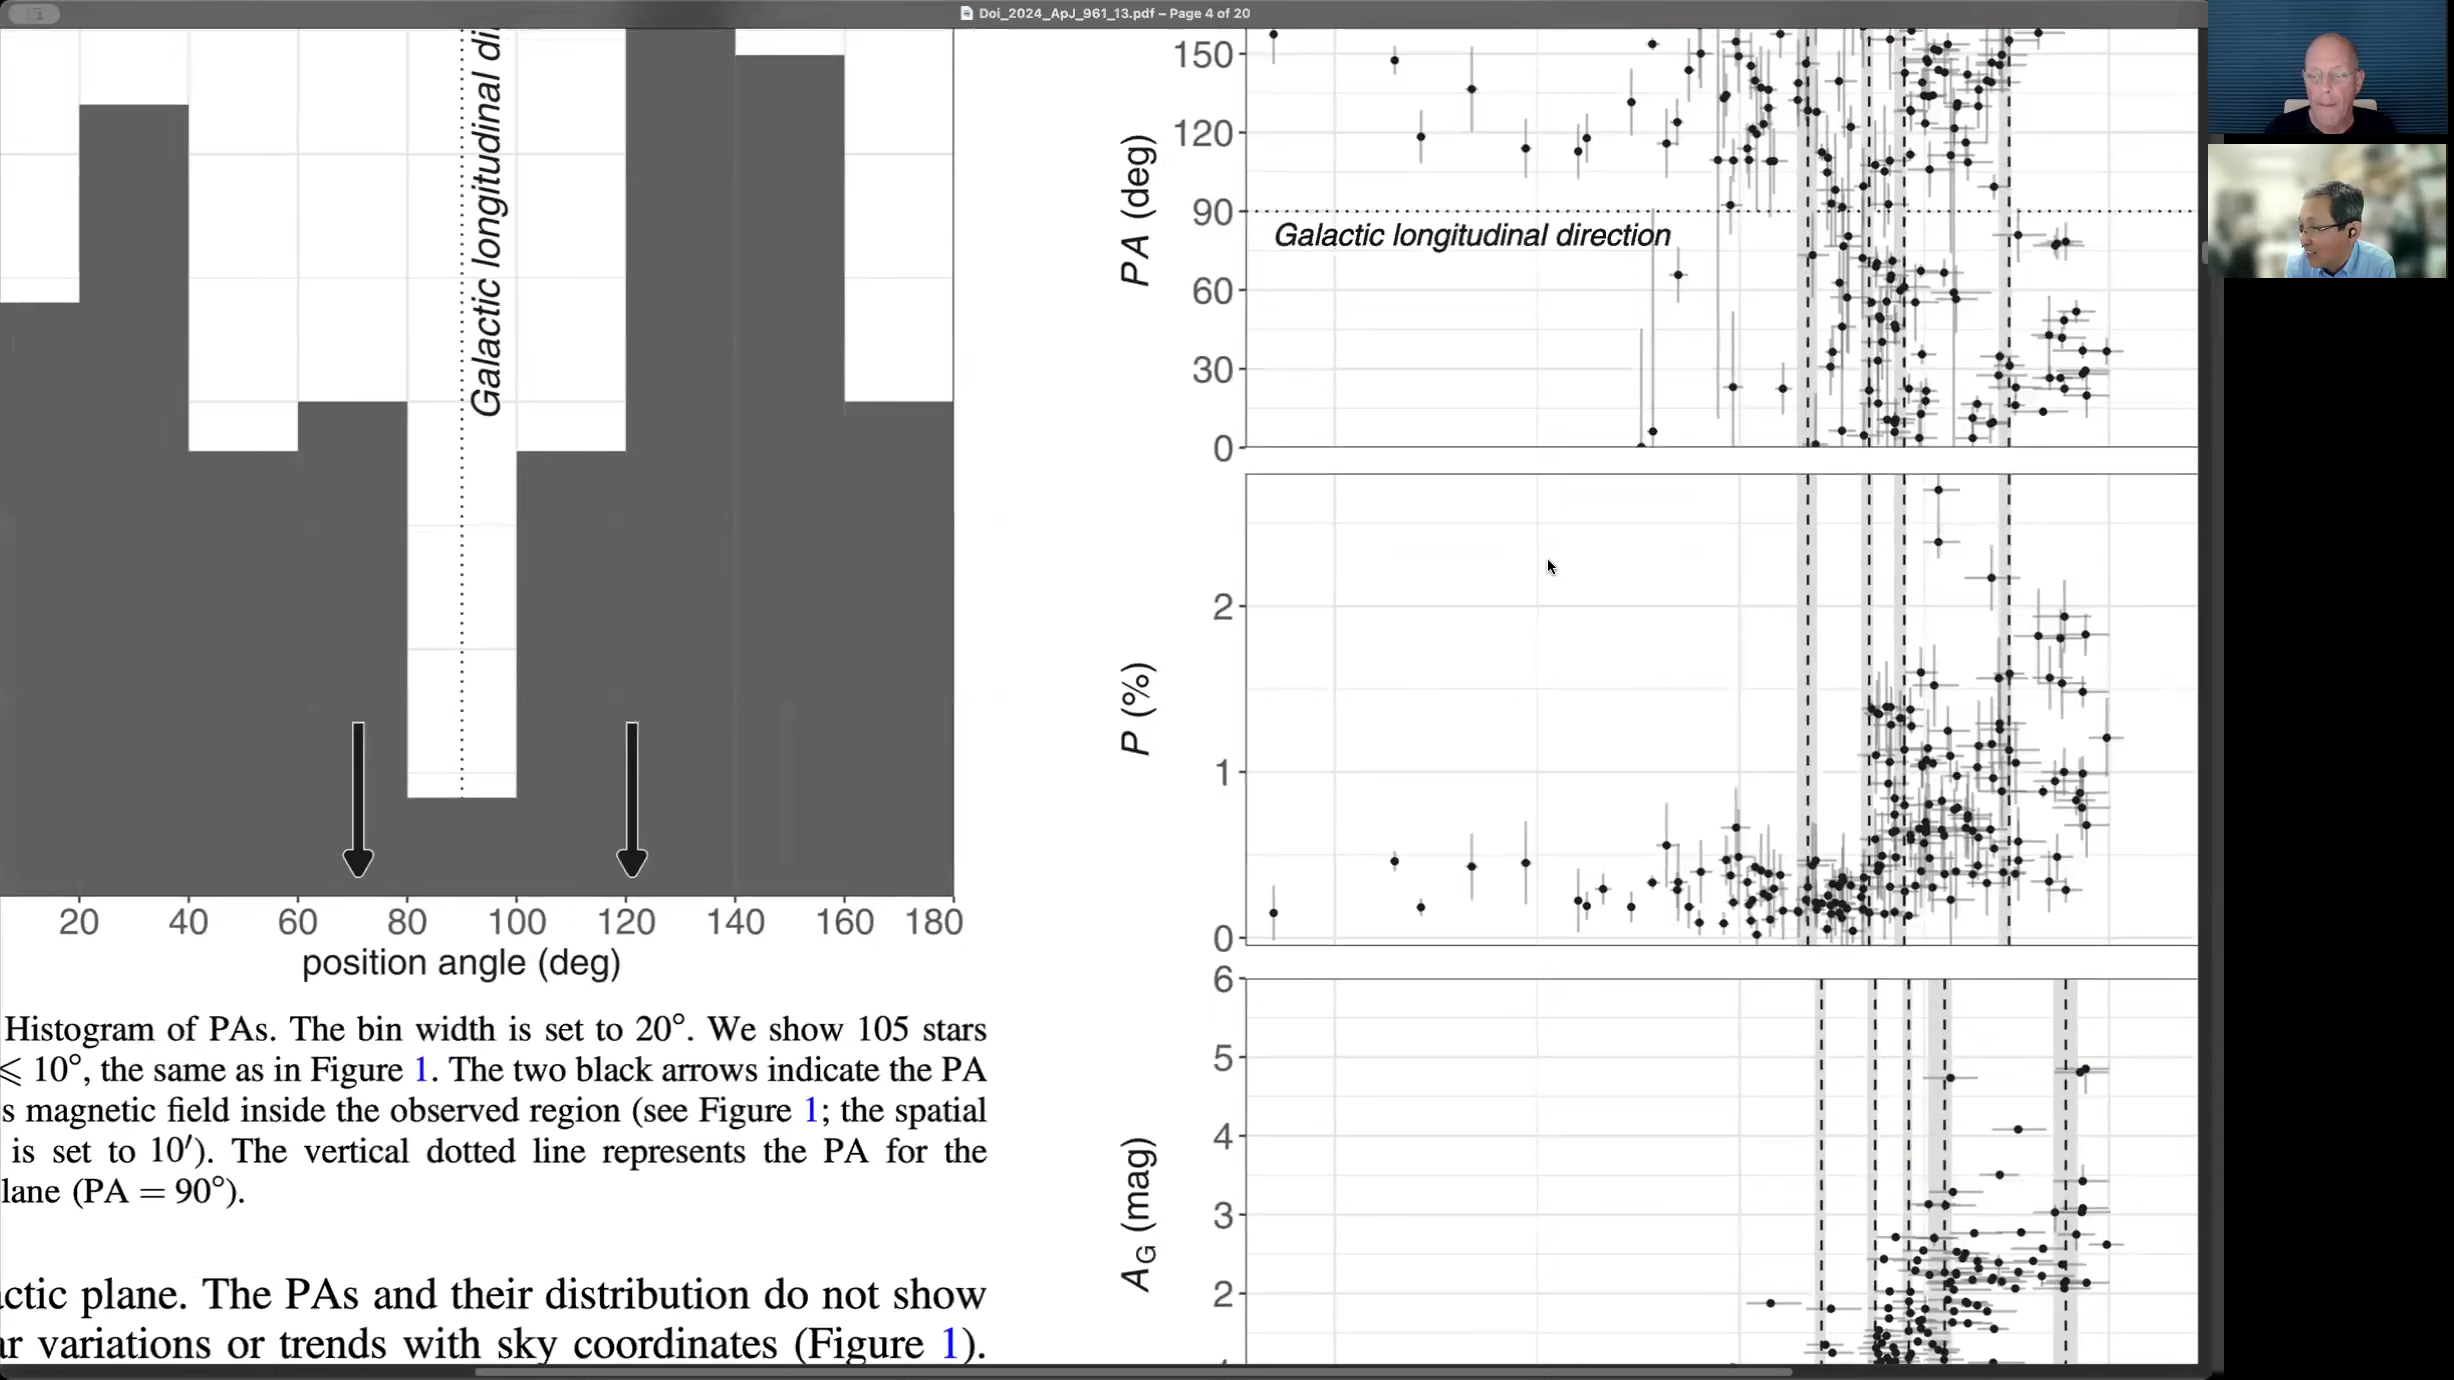 Doi_2024_ApJ_961_13.pdf – Page 4 of 20
Galactic longitudinal di
20 40 60 80 100 120 140 160 180
position angle (deg)
Histogram of PAs. The bin width is set to 20°. We show 105 stars
⩽ 10°, the same as in Figure 1. The two black arrows indicate the PA
s magnetic field inside the observed region (see Figure 1; the spatial
is set to 10′). The vertical dotted line represents the PA for the
lane (PA = 90°).
ctic plane. The PAs and their distribution do not show
ar variations or trends with sky coordinates (Figure 1).
PA (deg)
150
120
90
60
30
0
Galactic longitudinal direction
P (%)
2
1
0
A_G (mag)
6
5
4
3
2